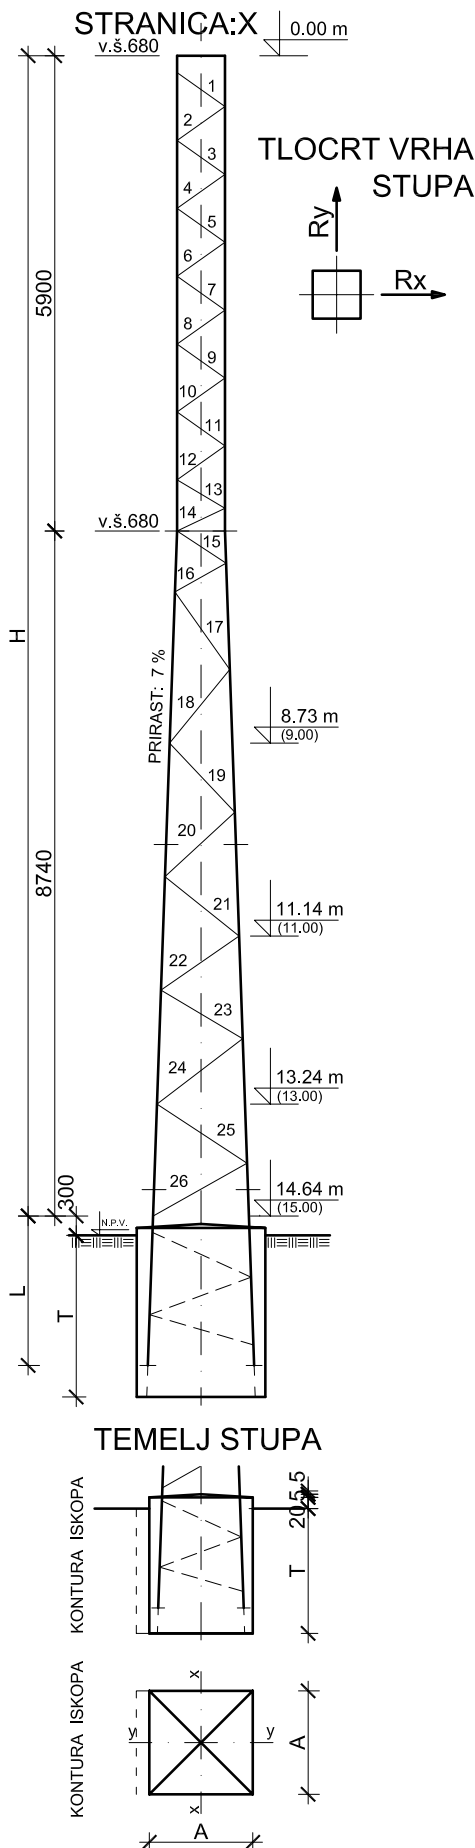 STRANICA:X
v.š.680
0.00 m
1
2
3
4
5
6
7
8
9
10
11
12
13
14
TLOCRT VRHA
STUPA
Ry
Rx
5900
v.š.680
15
16
17
18
19
20
21
22
23
24
25
26
PRIRAST: 7 %
H
8740
8.73 m
(9.00)
11.14 m
(11.00)
13.24 m
(13.00)
14.64 m
(15.00)
300
N.P.V.
L
T
TEMELJ STUPA
KONTURA ISKOPA
20
5
5
T
KONTURA ISKOPA
x
y
y
x
A
A